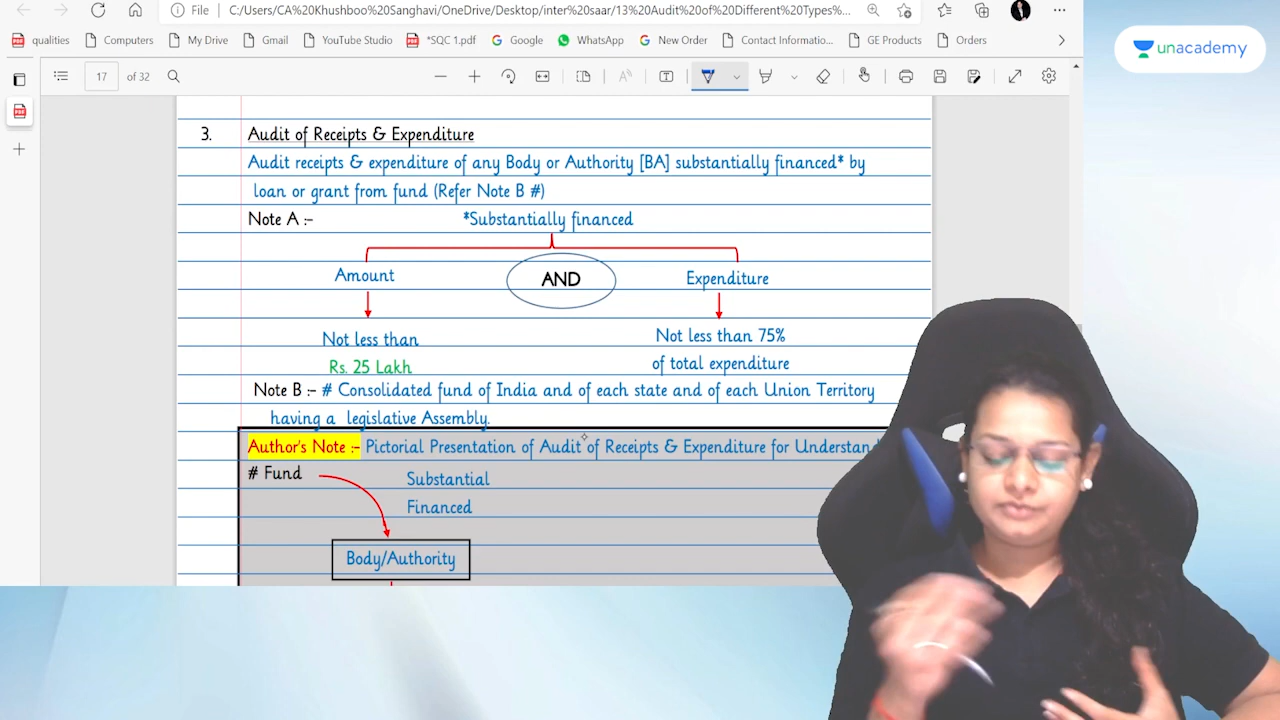 File
C:/Users/CA%20Khushboo%20Sanghavi/OneDrive/Desktop/inter%20saar/13%20Audit%20of%20Different%20Types%...
qualities
Computers
My Drive
Gmail
YouTube Studio
*SQC 1.pdf
Google
WhatsApp
New Order
Contact Informatio...
GE Products
Orders
17 of 32
unacademy
3. Audit of Receipts & Expenditure
Audit receipts & expenditure of any Body or Authority [BA] substantially financed* by
loan or grant from fund (Refer Note B #)
Note A :- *Substantially financed
Amount AND Expenditure
Not less than Not less than 75%
Rs. 25 Lakh of total expenditure
Note B :- # Consolidated fund of India and of each state and of each Union Territory
having a legislative Assembly.
Author's Note :- Pictorial Presentation of Audit of Receipts & Expenditure for Understand
# Fund
Substantial
Financed
Body/Authority